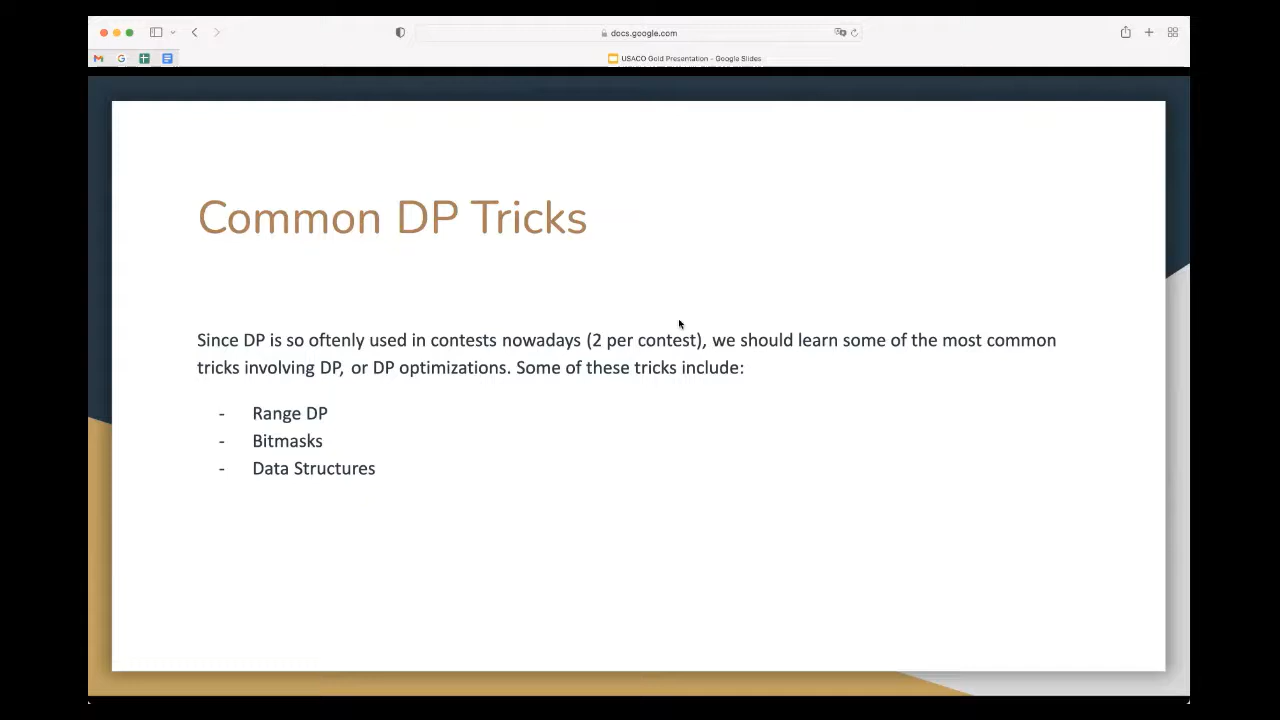 docs.google.com
USACO Gold Presentation - Google Slides
Common DP Tricks
Since DP is so oftenly used in contests nowadays (2 per contest), we should learn some of the most common
tricks involving DP, or DP optimizations. Some of these tricks include:
- Range DP
- Bitmasks
- Data Structures